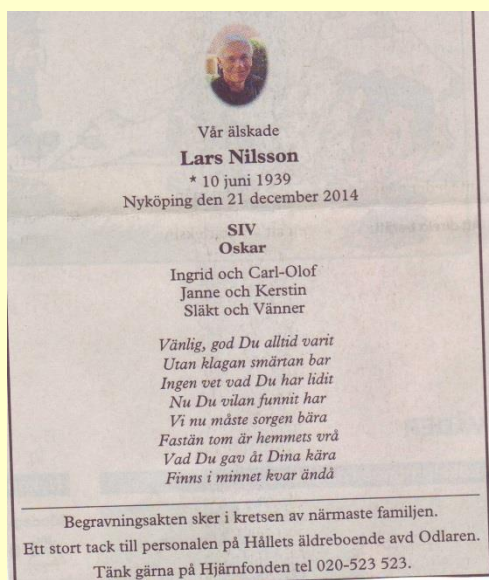 Vår älskade
Lars Nilsson
* 10 juni 1939
Nyköping den 21 december 2014
SIV
Oskar
Ingrid och Carl-Olof
Janne och Kerstin
Släkt och Vänner
Vänlig, god Du alltid varit
Utan klagan smärtan bar
Ingen vet vad Du har lidit
Nu Du vilan funnit har
Vi nu måste sorgen bära
Fastän tom är hemmets vrå
Vad Du gav åt Dina kära
Finns i minnet kvar ändå
Begravningsakten sker i kretsen av närmaste familjen.
Ett stort tack till personalen på Hållets äldreboende avd Odlaren.
Tänk gärna på Hjärnfonden tel 020-523 523.